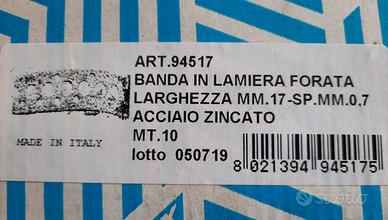 ART.94517
BANDA IN LAMIERA FORATA
LARGHEZZA MM.17-SP.MM.0,7
ACCIAIO ZINCATO
MT.10
MADE IN ITALY
lotto 050719
8 021394 945175
subito